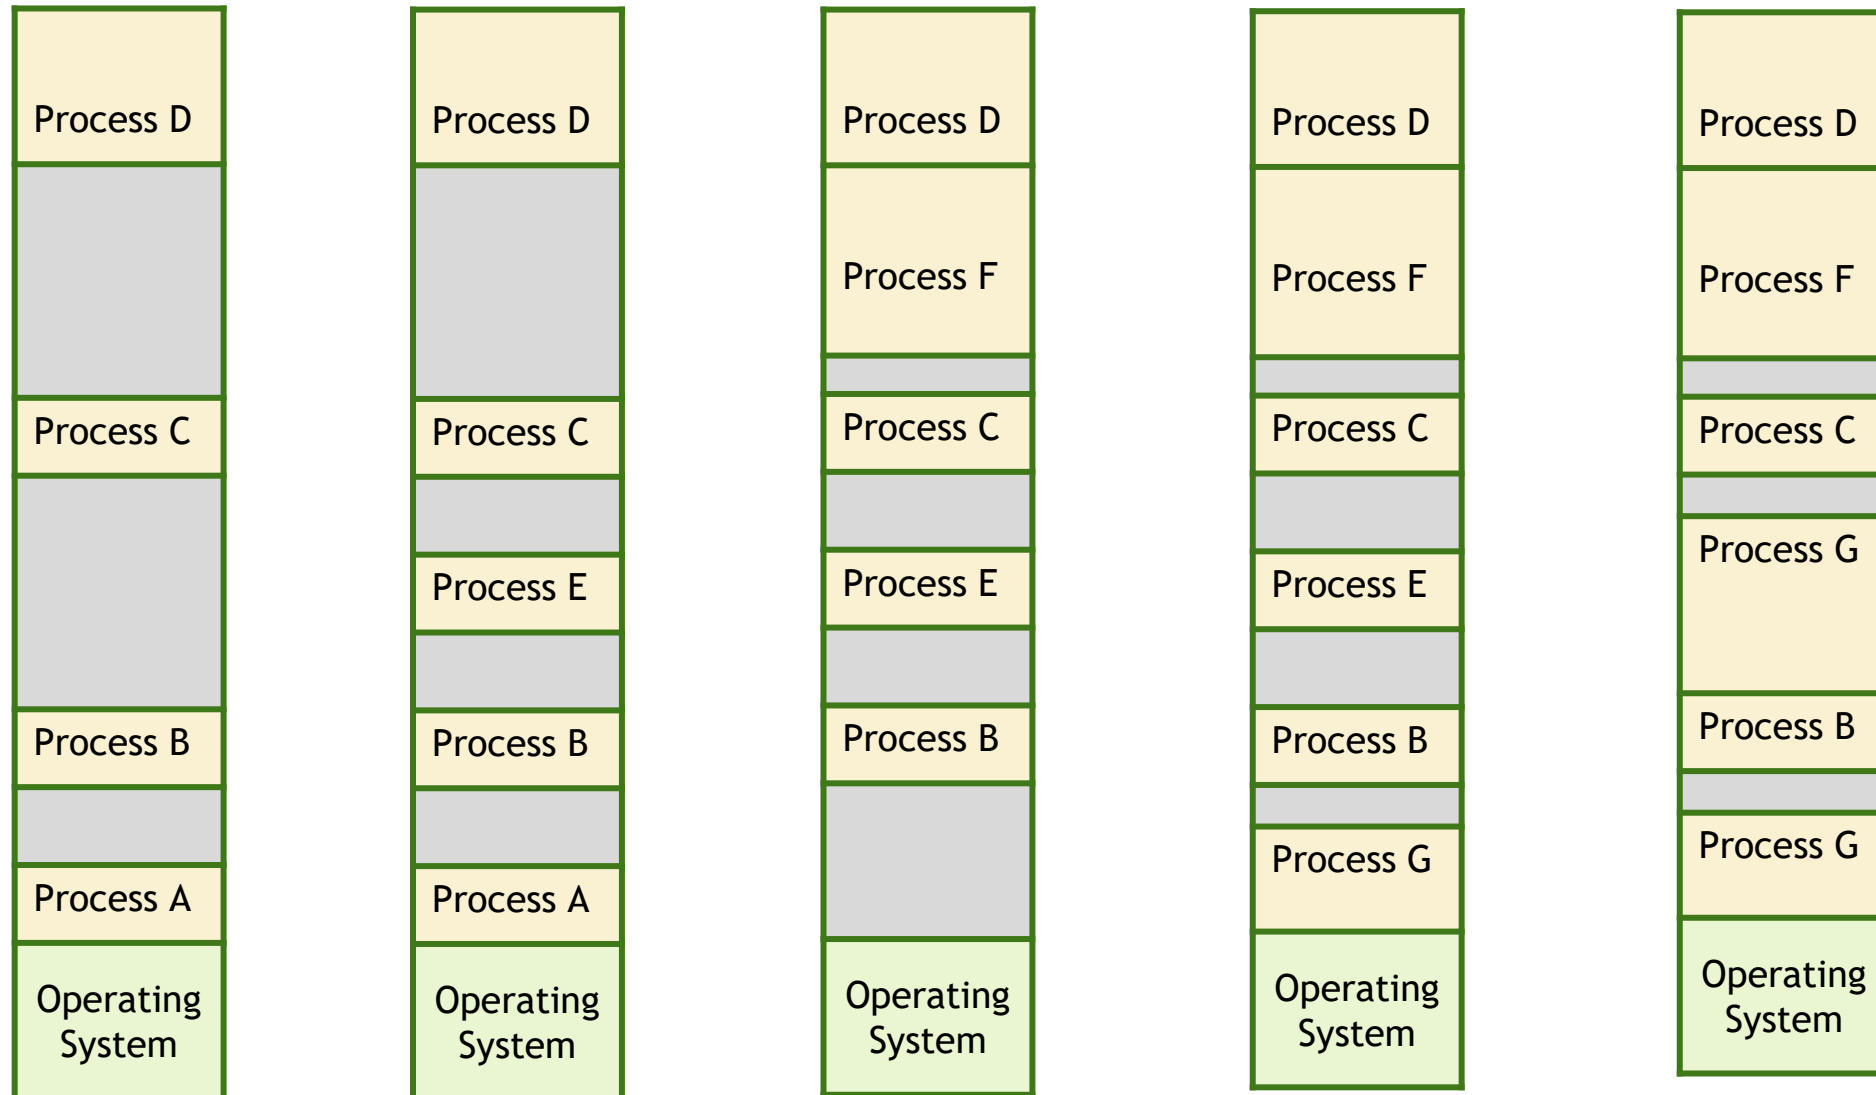 Process D
Process C
Process B
Process A
Operating
System
Process D
Process C
Process E
Process B
Process A
Operating
System
Process D
Process F
Process C
Process E
Process B
Operating
System
Process D
Process F
Process C
Process E
Process B
Process G
Operating
System
Process D
Process F
Process C
Process G
Process B
Process G
Operating
System